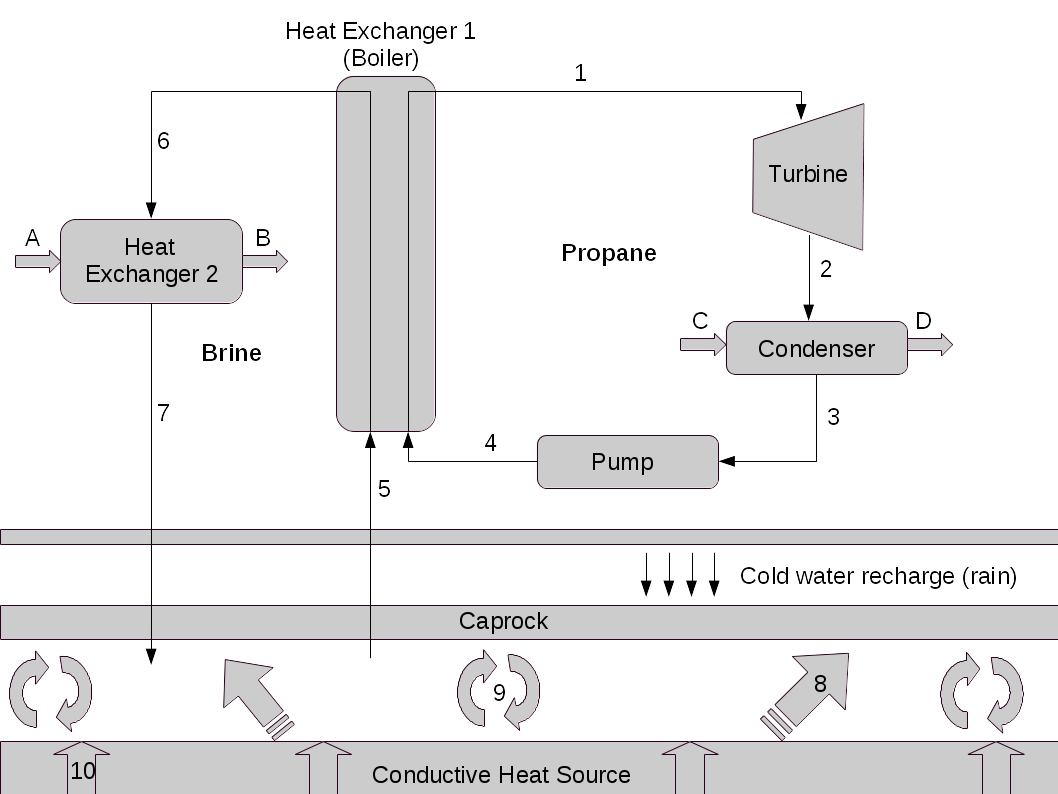 Heat Exchanger 1
(Boiler)
1
6
Turbine
A
B
Heat
Exchanger 2
Propane
2
C
D
Condenser
Brine
7
3
4
Pump
5
Cold water recharge (rain)
Caprock
9
8
10
Conductive Heat Source